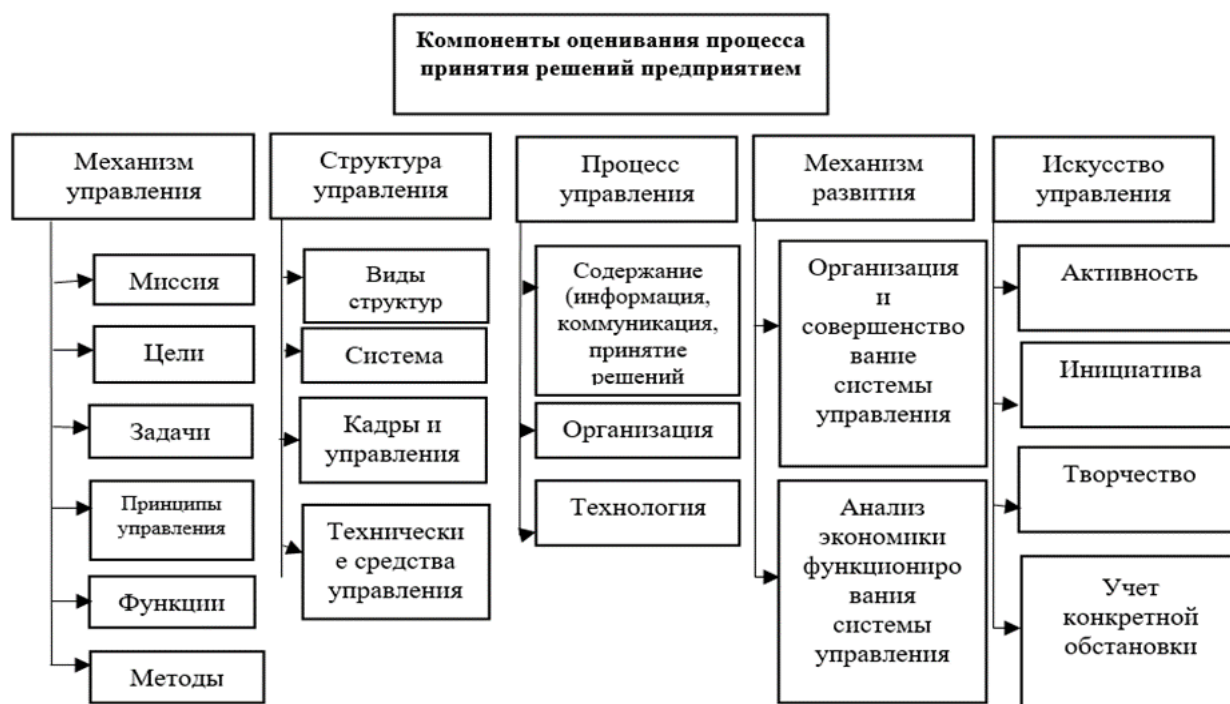 Компоненты оценивания процесса
принятия решений предприятием
Механизм
управления
Миссия
Цели
Задачи
Принципы
управления
Функции
Методы
Структура
управления
Виды
структур
Система
Кадры и
управления
Технически
е средства
управления
Процесс
управления
Содержание
(информация,
коммуникация,
принятие
решений
Организация
Технология
Механизм
развития
Организация
и
совершенство
вание
системы
управления
Анализ
экономики
функциониро
вания
системы
управления
Искусство
управления
Активность
Инициатива
Творчество
Учет
конкретной
обстановки